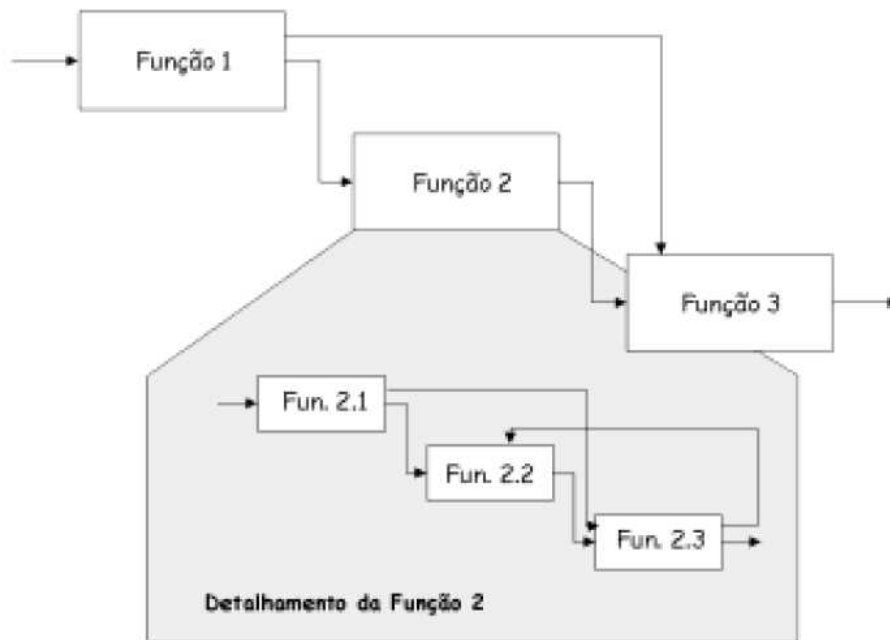 Função 1
Função 2
Função 3
Fun. 2.1
Fun. 2.2
Fun. 2.3
Detalhamento da Função 2